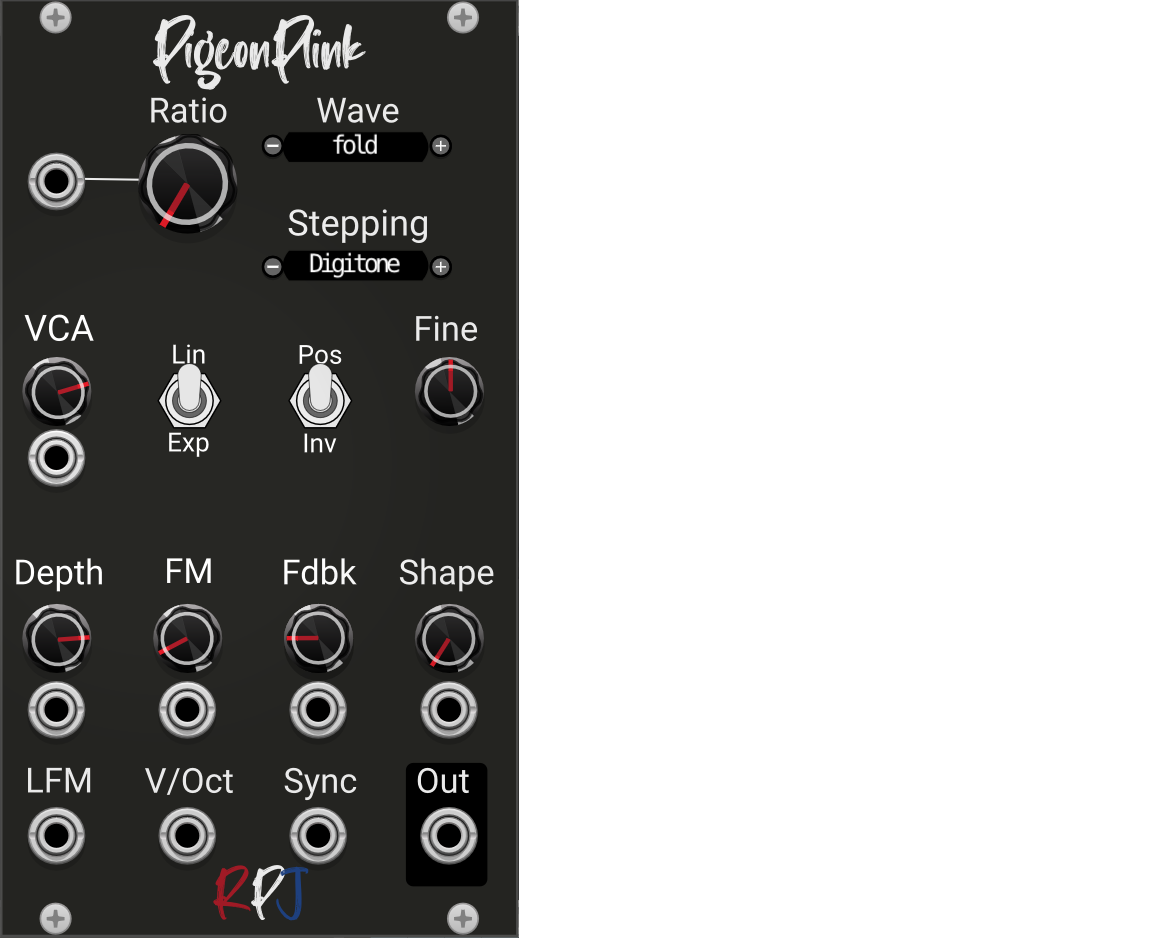 PigeonPlink
Ratio Wave
− fold +
Stepping
− Digitone +
VCA Fine
Lin Pos
Exp Inv
Depth FM Fdbk Shape
LFM V/Oct Sync Out
RPJ